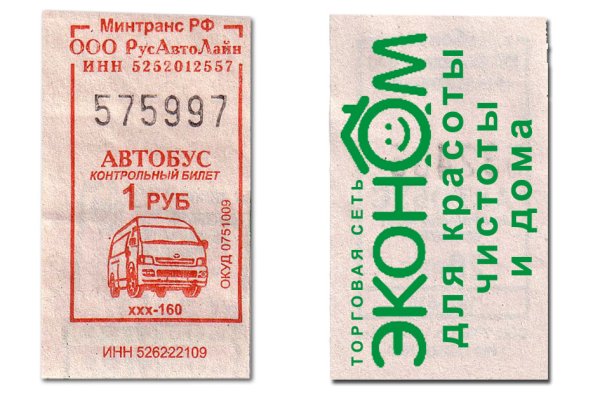 Минтранс РФ
ООО РусАвтоЛайн
ИНН 5252012557
575997
АВТОБУС
КОНТРОЛЬНЫЙ БИЛЕТ
1 РУБ
ОКУД 0751009
xxx-160
ИНН 526222109
ТОРГОВАЯ СЕТЬ
ЭКОНОМ
для красоты
чистоты
и дома